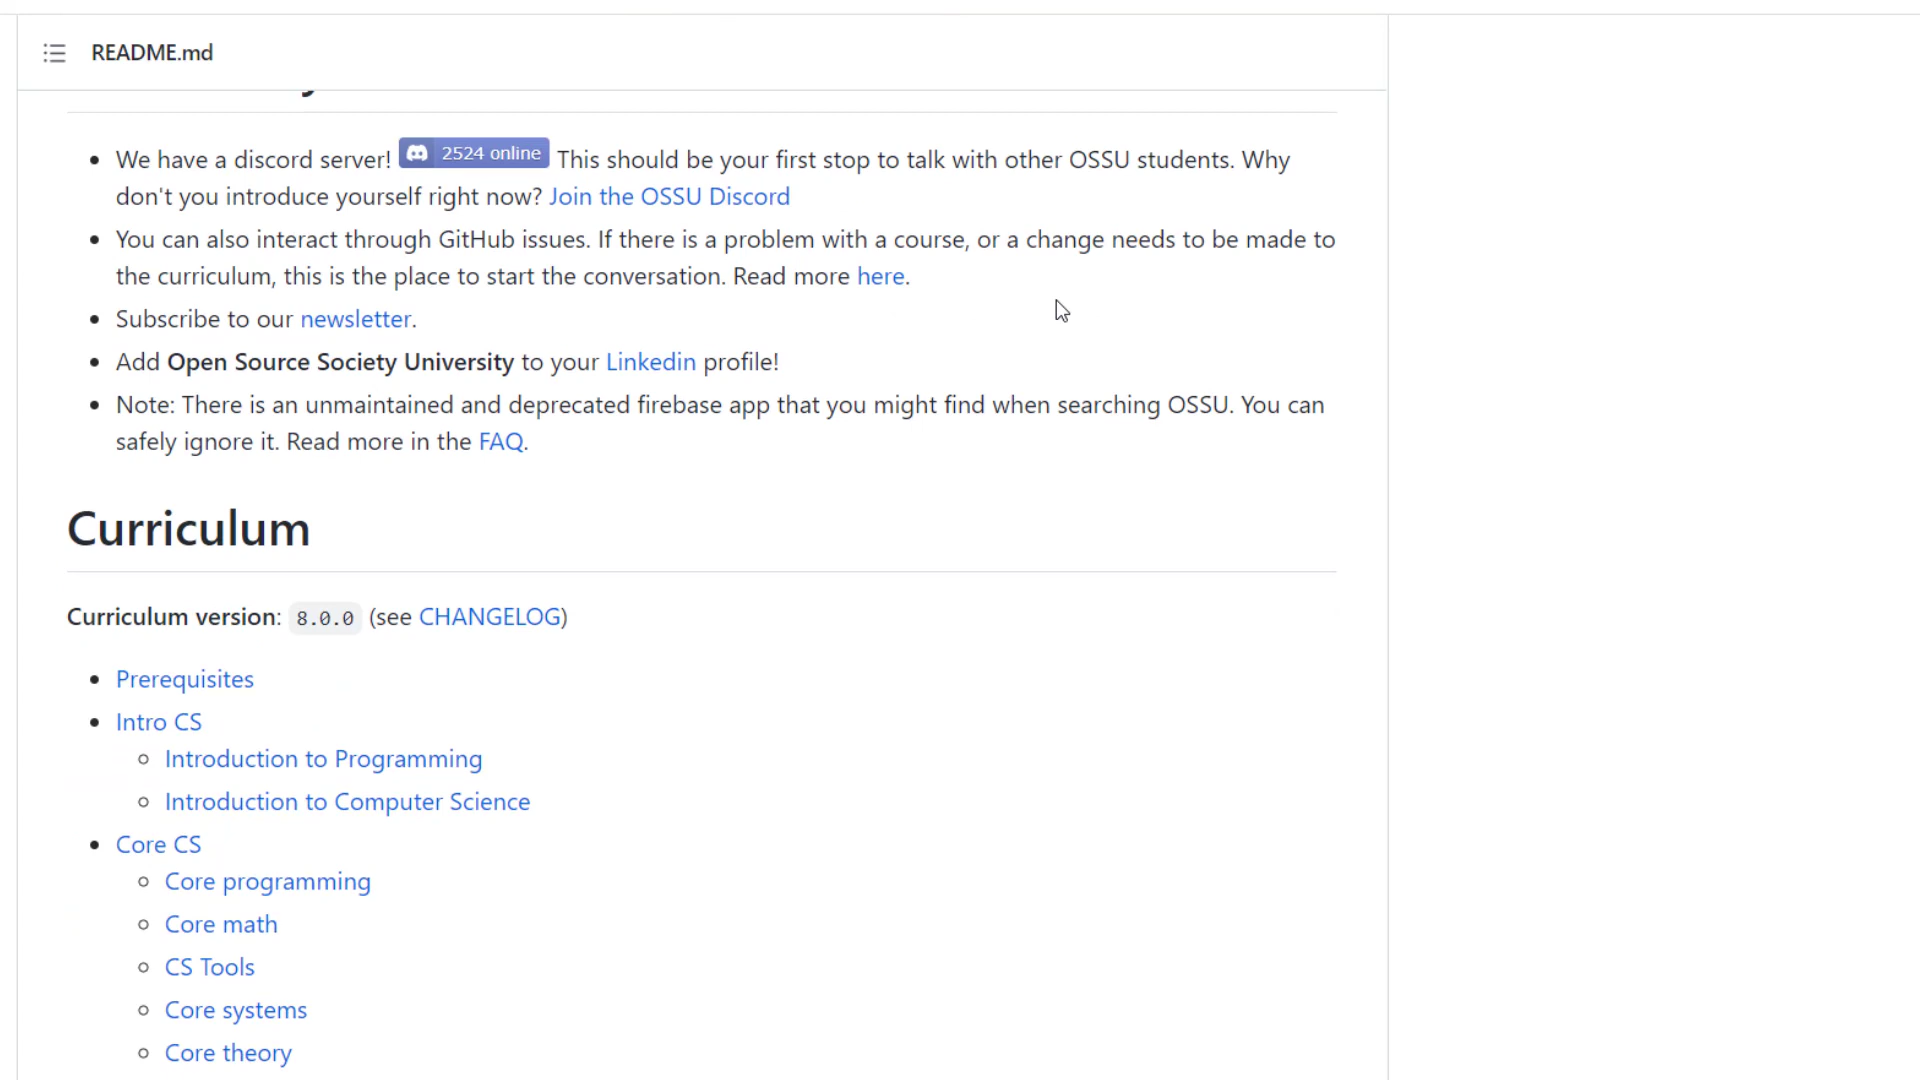 README.md
We have a discord server! 2524 online This should be your first stop to talk with other OSSU students. Why
don't you introduce yourself right now? Join the OSSU Discord
You can also interact through GitHub issues. If there is a problem with a course, or a change needs to be made to
the curriculum, this is the place to start the conversation. Read more here.
Subscribe to our newsletter.
Add Open Source Society University to your Linkedin profile!
Note: There is an unmaintained and deprecated firebase app that you might find when searching OSSU. You can
safely ignore it. Read more in the FAQ.
Curriculum
Curriculum version: 8.0.0 (see CHANGELOG)
Prerequisites
Intro CS
Introduction to Programming
Introduction to Computer Science
Core CS
Core programming
Core math
CS Tools
Core systems
Core theory